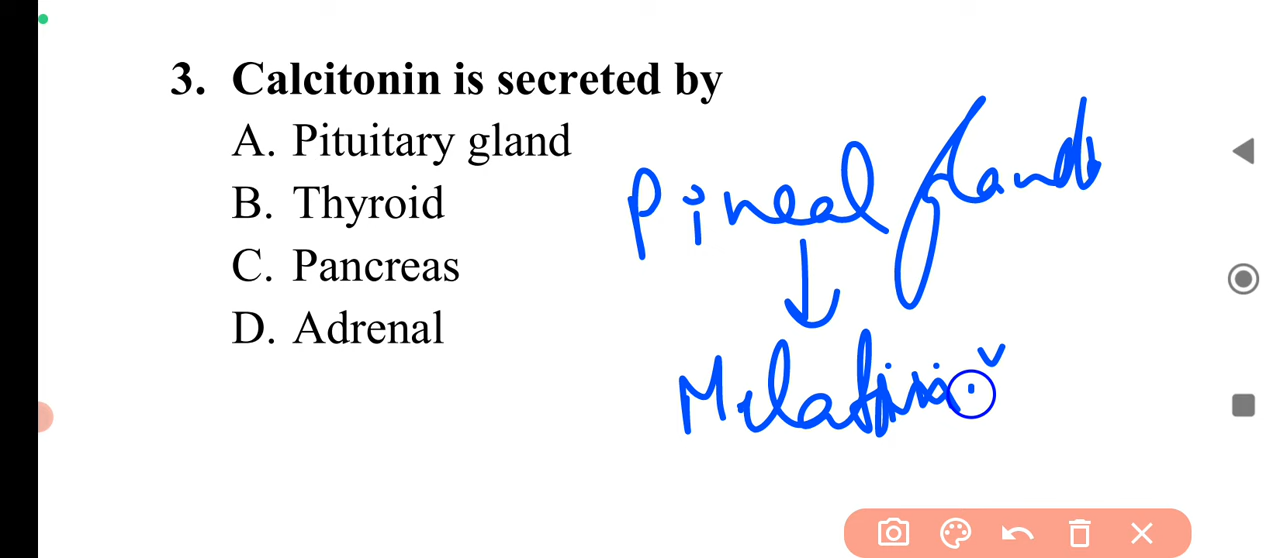 3. Calcitonin is secreted by
A. Pituitary gland
B. Thyroid
C. Pancreas
D. Adrenal
Pineal gland